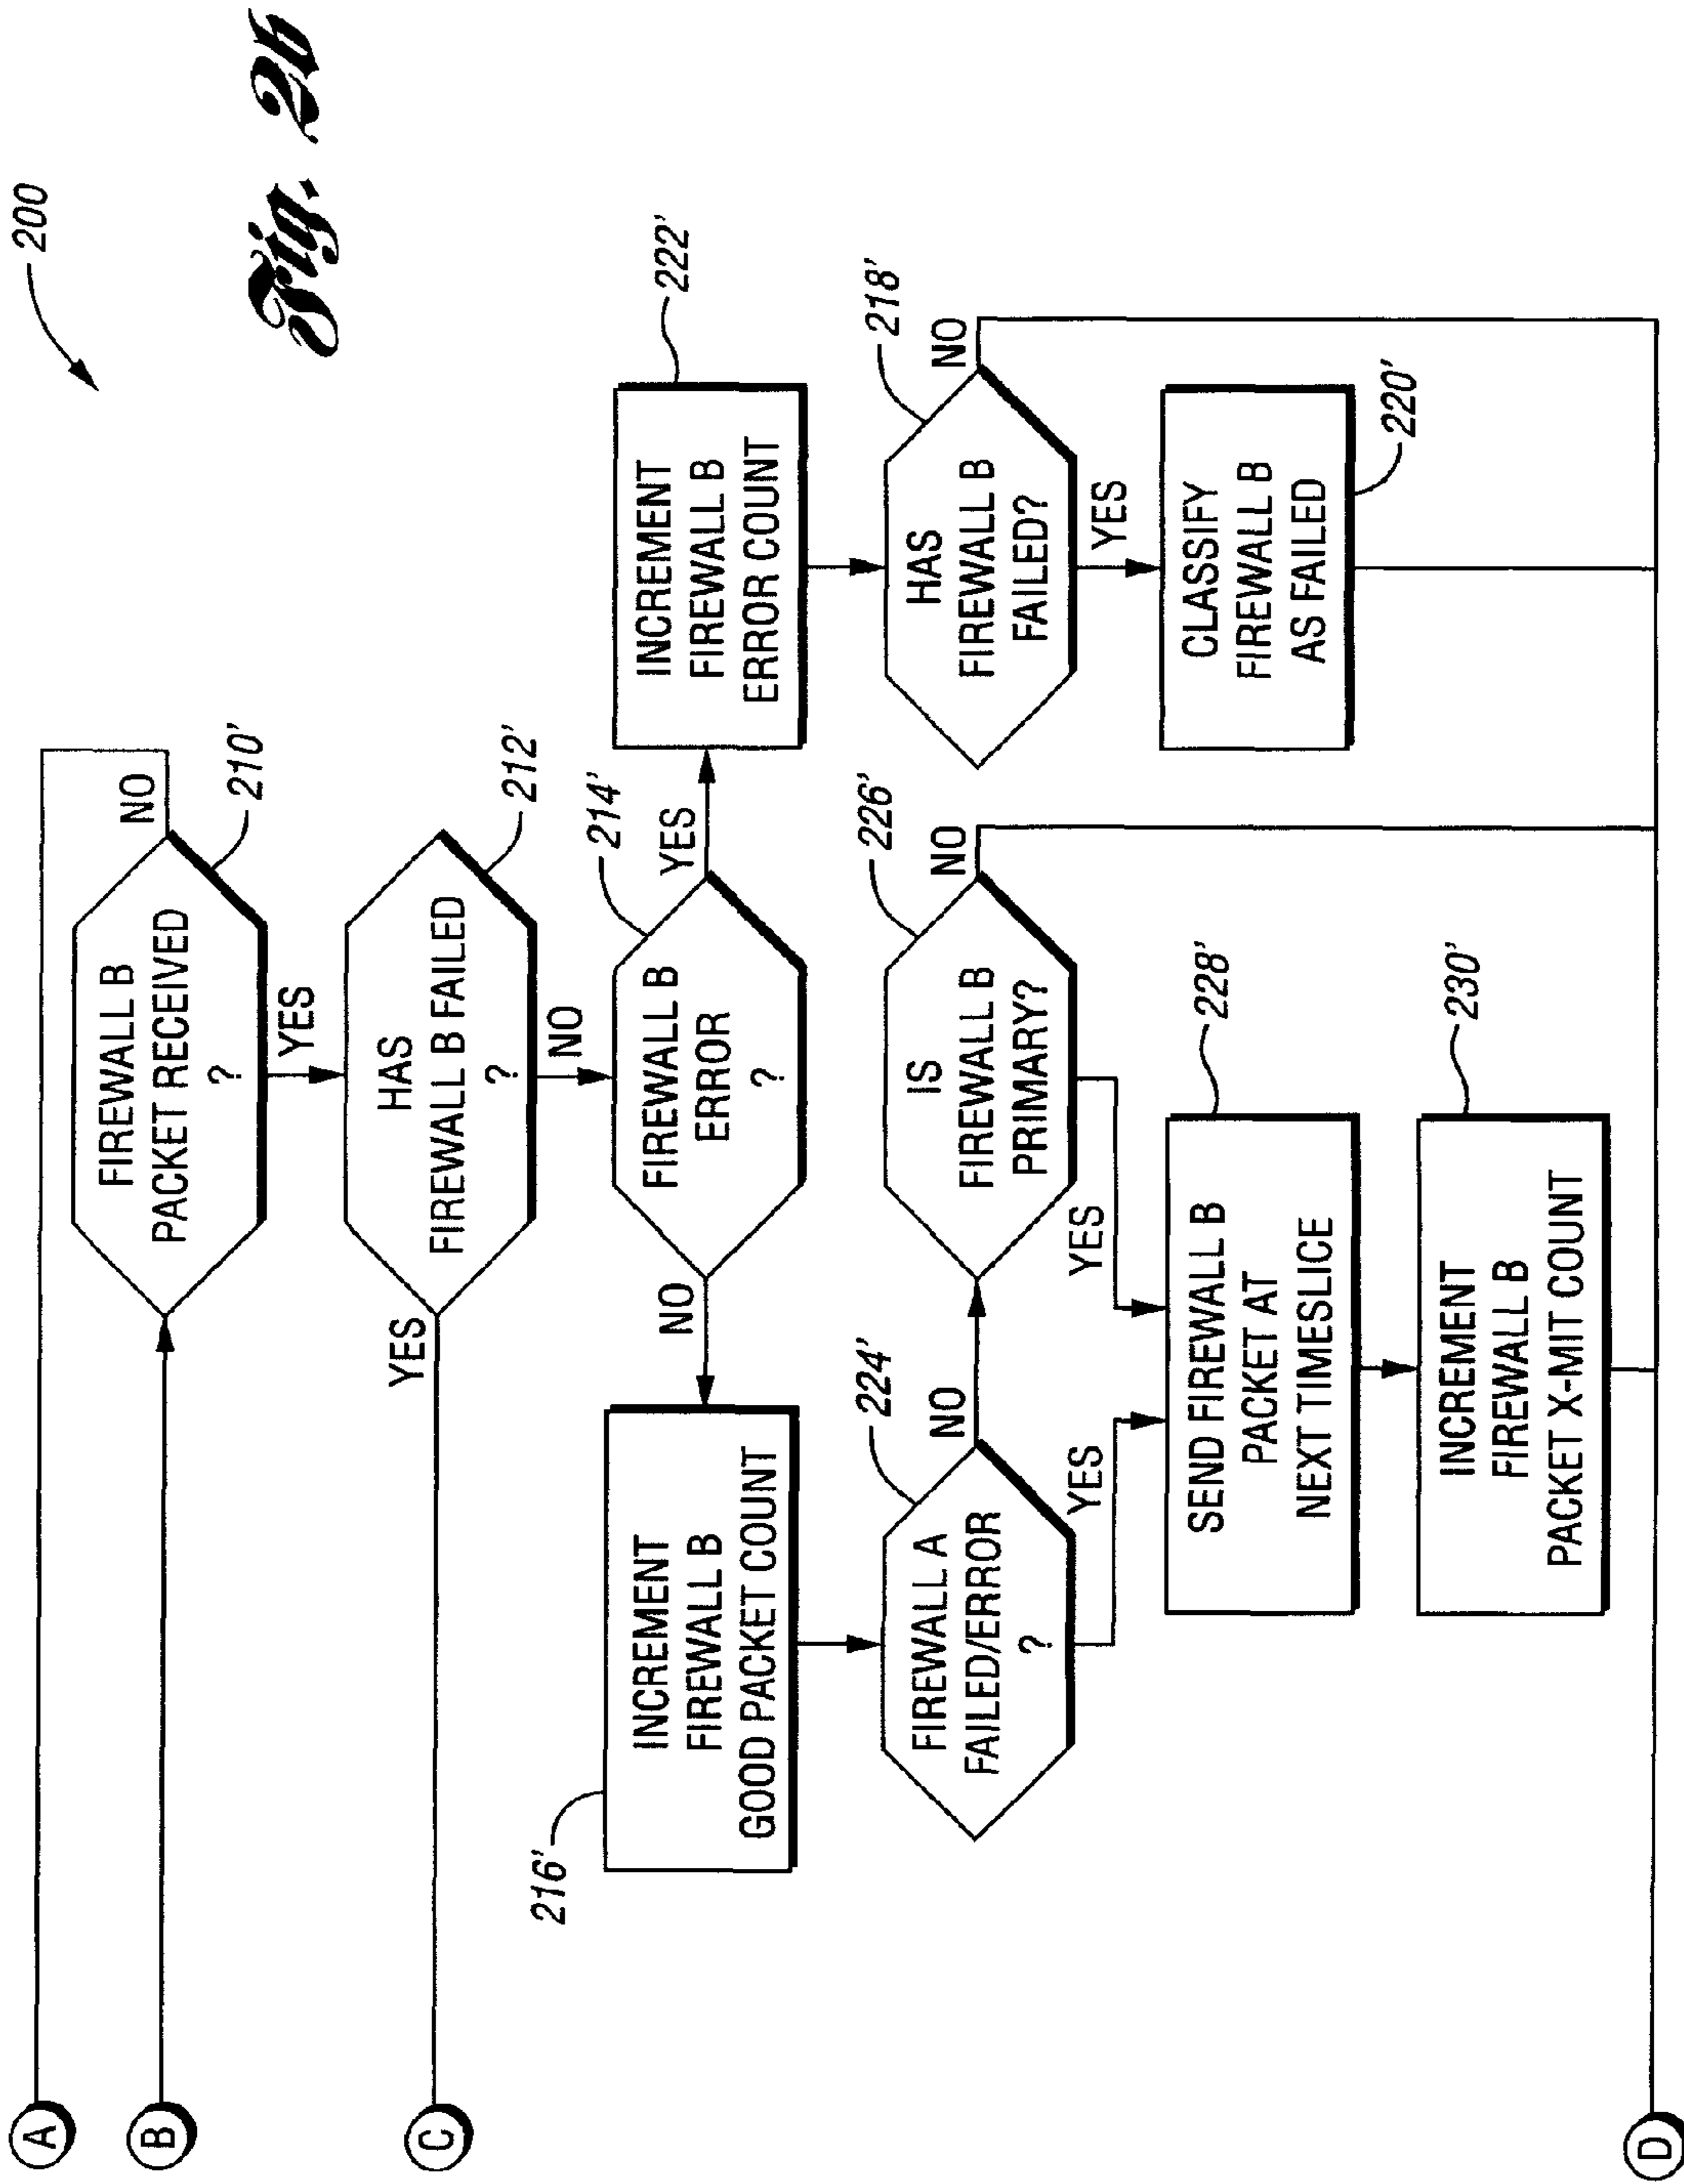 200
Fig. 2b
A
B
C
D
FIREWALL B
PACKET RECEIVED
?
NO
210'
YES
HAS
FIREWALL B FAILED
?
YES
212'
NO
FIREWALL B
ERROR
?
214'
NO
YES
INCREMENT
FIREWALL B
GOOD PACKET COUNT
216'
INCREMENT
FIREWALL B
ERROR COUNT
222'
FIREWALL A
FAILED/ERROR
?
224'
NO
YES
IS
FIREWALL B
PRIMARY?
226'
NO
YES
HAS
FIREWALL B
FAILED?
218'
NO
YES
SEND FIREWALL B
PACKET AT
NEXT TIMESLICE
228'
CLASSIFY
FIREWALL B
AS FAILED
220'
INCREMENT
FIREWALL B
PACKET X-MIT COUNT
230'